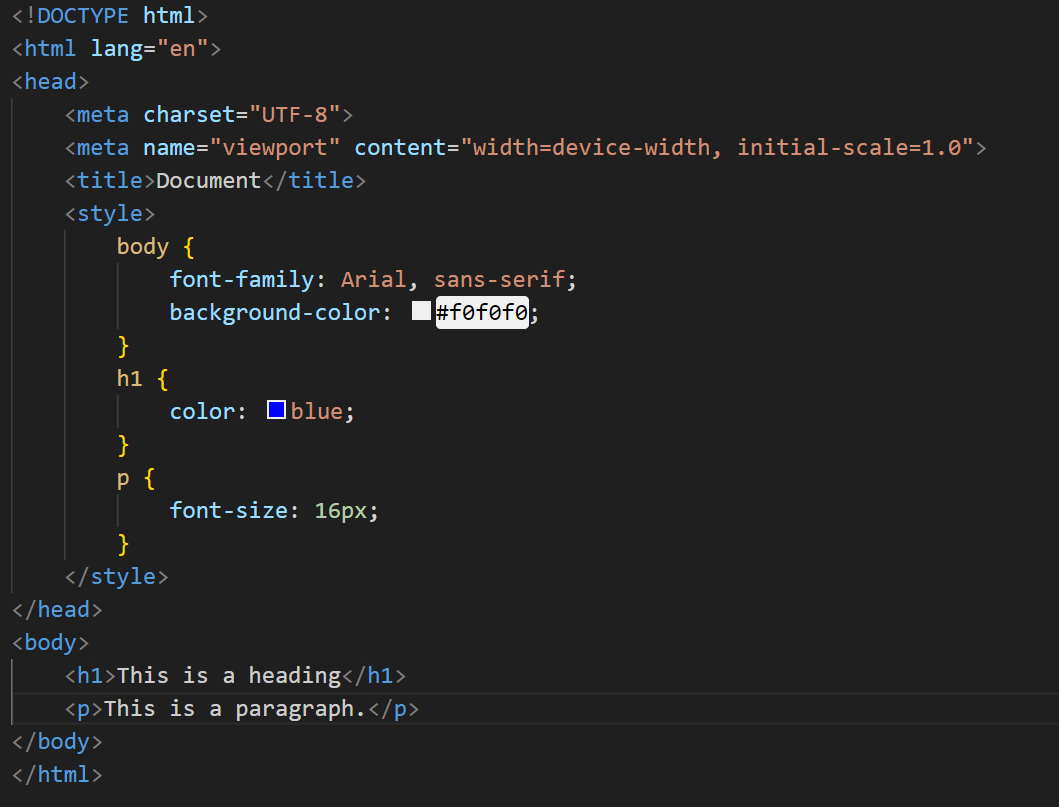 <!DOCTYPE html>
<html lang="en">
<head>
    <meta charset="UTF-8">
    <meta name="viewport" content="width=device-width, initial-scale=1.0">
    <title>Document</title>
    <style>
        body {
            font-family: Arial, sans-serif;
            background-color: #f0f0f0;
        }
        h1 {
            color: blue;
        }
        p {
            font-size: 16px;
        }
    </style>
</head>
<body>
    <h1>This is a heading</h1>
    <p>This is a paragraph.</p>
</body>
</html>